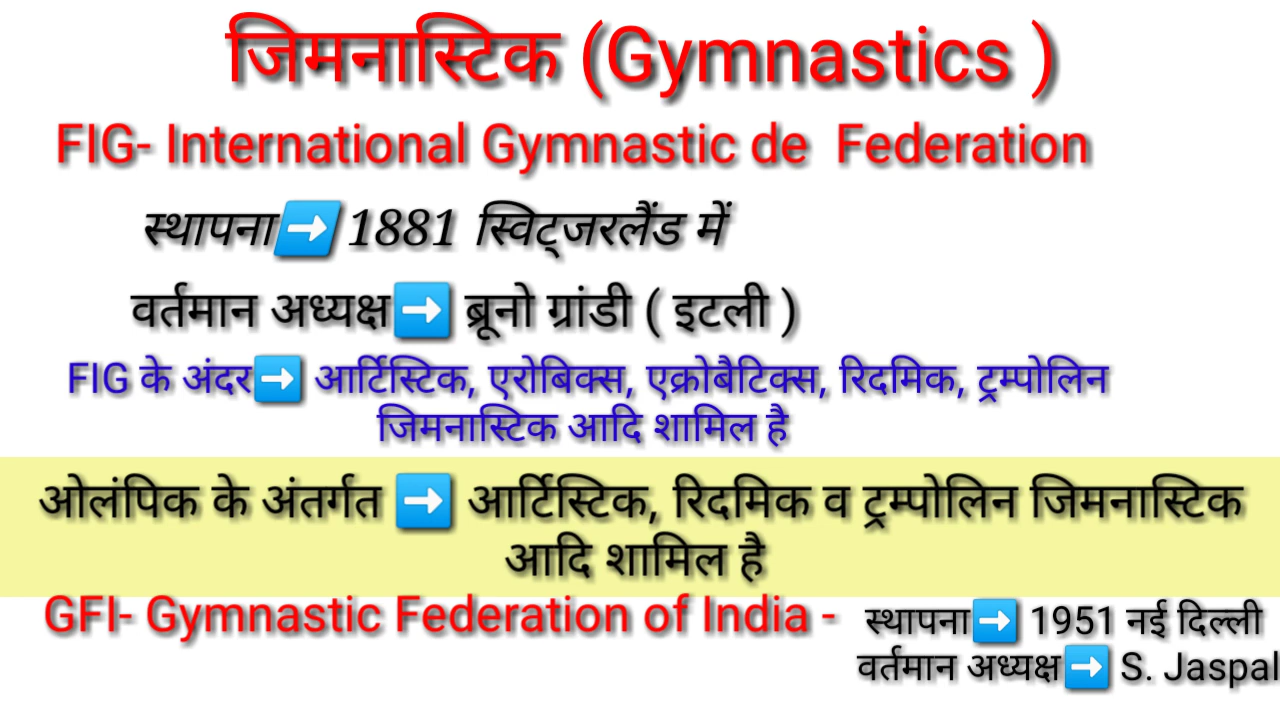 जिमनास्टिक (Gymnastics )
FIG- International Gymnastic de Federation
स्थापना➡ 1881 स्विट्जरलैंड में
वर्तमान अध्यक्ष➡ ब्रूनो ग्रांडी ( इटली )
FIG के अंदर➡ आर्टिस्टिक, एरोबिक्स, एक्रोबैटिक्स, रिदमिक, ट्रम्पोलिन
जिमनास्टिक आदि शामिल है
ओलंपिक के अंतर्गत ➡ आर्टिस्टिक, रिदमिक व ट्रम्पोलिन जिमनास्टिक
आदि शामिल है
GFI- Gymnastic Federation of India - स्थापना➡ 1951 नई दिल्ली
वर्तमान अध्यक्ष➡ S. Jaspal